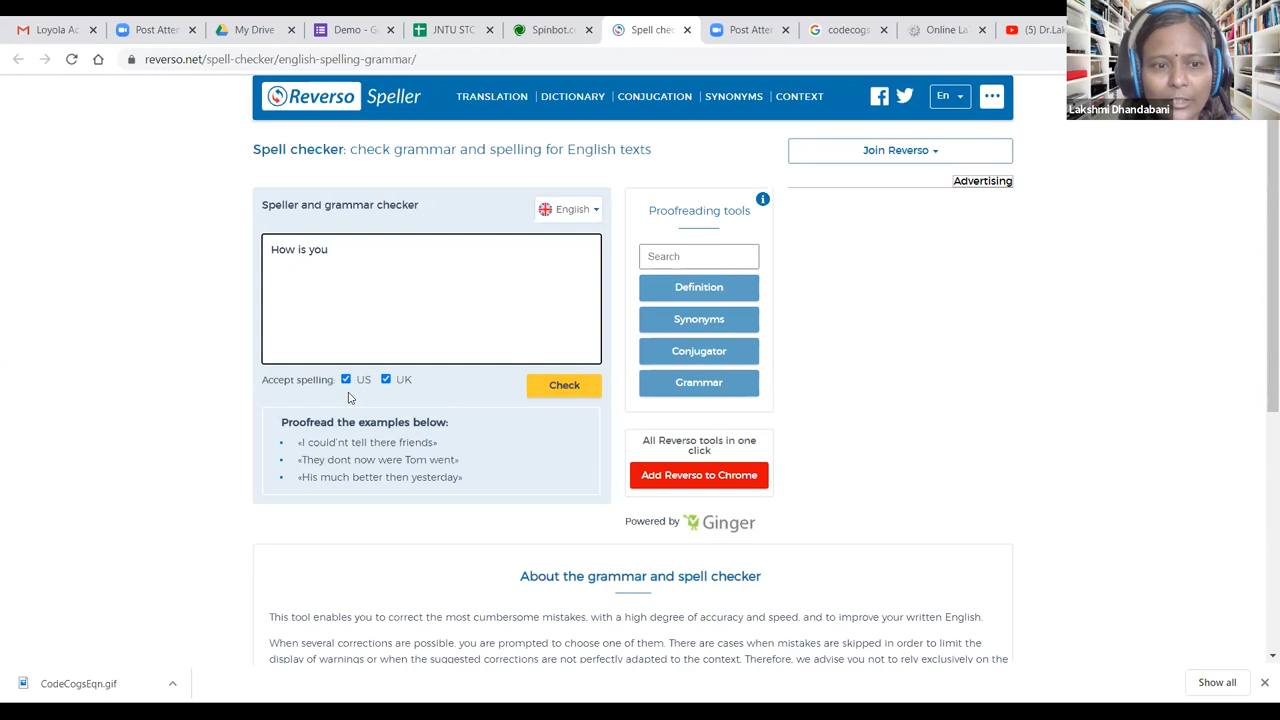 Loyola Ac
Post Atter
My Drive
Demo - G
JNTU STC
Spinbot.c
Spell chec
Post Atter
codecogs
Online La
(5) Dr.Lak
reverso.net/spell-checker/english-spelling-grammar/
Lakshmi Dhandabani
Reverso Speller
TRANSLATION | DICTIONARY | CONJUGATION | SYNONYMS | CONTEXT
En
Spell checker: check grammar and spelling for English texts
Join Reverso
Advertising
Speller and grammar checker
English
How is you
Accept spelling: US UK
Check
Proofread the examples below:
• «I could'nt tell there friends»
• «They dont now were Tom went»
• «His much better then yesterday»
Proofreading tools
Search
Definition
Synonyms
Conjugator
Grammar
All Reverso tools in one
click
Add Reverso to Chrome
Powered by Ginger
About the grammar and spell checker
This tool enables you to correct the most cumbersome mistakes, with a high degree of accuracy and speed, and to improve your written English.
When several corrections are possible, you are prompted to choose one of them. There are cases when mistakes are skipped in order to limit the
display of warnings or when the suggested corrections are not perfectly adapted to the context. Therefore, we advise you not to rely exclusively on the
CodeCogsEqn.gif
Show all